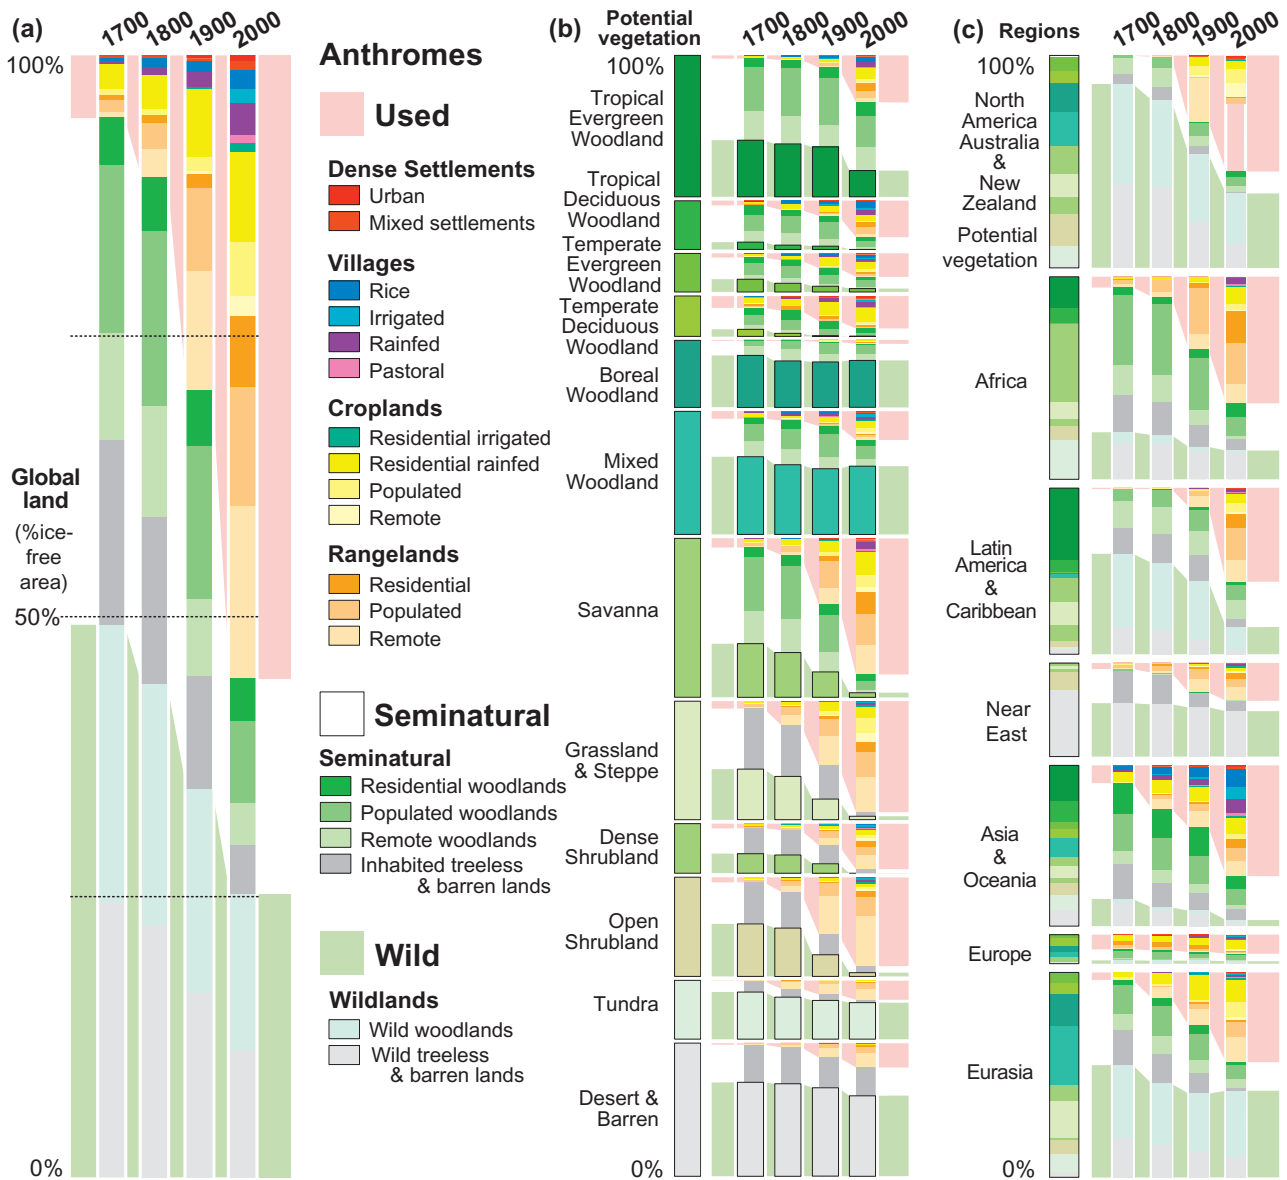 (a)
1700
1800
1900
2000
100%
Global
land
(%ice-
free
area)
50%
0%
Anthromes
Used
Dense Settlements
Urban
Mixed settlements
Villages
Rice
Irrigated
Rainfed
Pastoral
Croplands
Residential irrigated
Residential rainfed
Populated
Remote
Rangelands
Residential
Populated
Remote
Seminatural
Seminatural
Residential woodlands
Populated woodlands
Remote woodlands
Inhabited treeless
& barren lands
Wild
Wildlands
Wild woodlands
Wild treeless
& barren lands
(b)
Potential
vegetation
1700
1800
1900
2000
100%
Tropical
Evergreen
Woodland
Tropical
Deciduous
Woodland
Temperate
Evergreen
Woodland
Temperate
Deciduous
Woodland
Boreal
Woodland
Mixed
Woodland
Savanna
Grassland
& Steppe
Dense
Shrubland
Open
Shrubland
Tundra
Desert &
Barren
0%
(c)
Regions
1700
1800
1900
2000
100%
North
America
Australia
&
New
Zealand
Potential
vegetation
Africa
Latin
America
&
Caribbean
Near
East
Asia
&
Oceania
Europe
Eurasia
0%